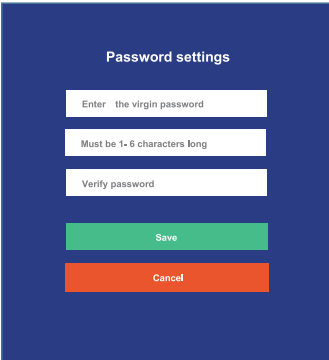 Password settings
Enter the virgin password
Must be 1- 6 characters long
Verify password
Save
Cancel